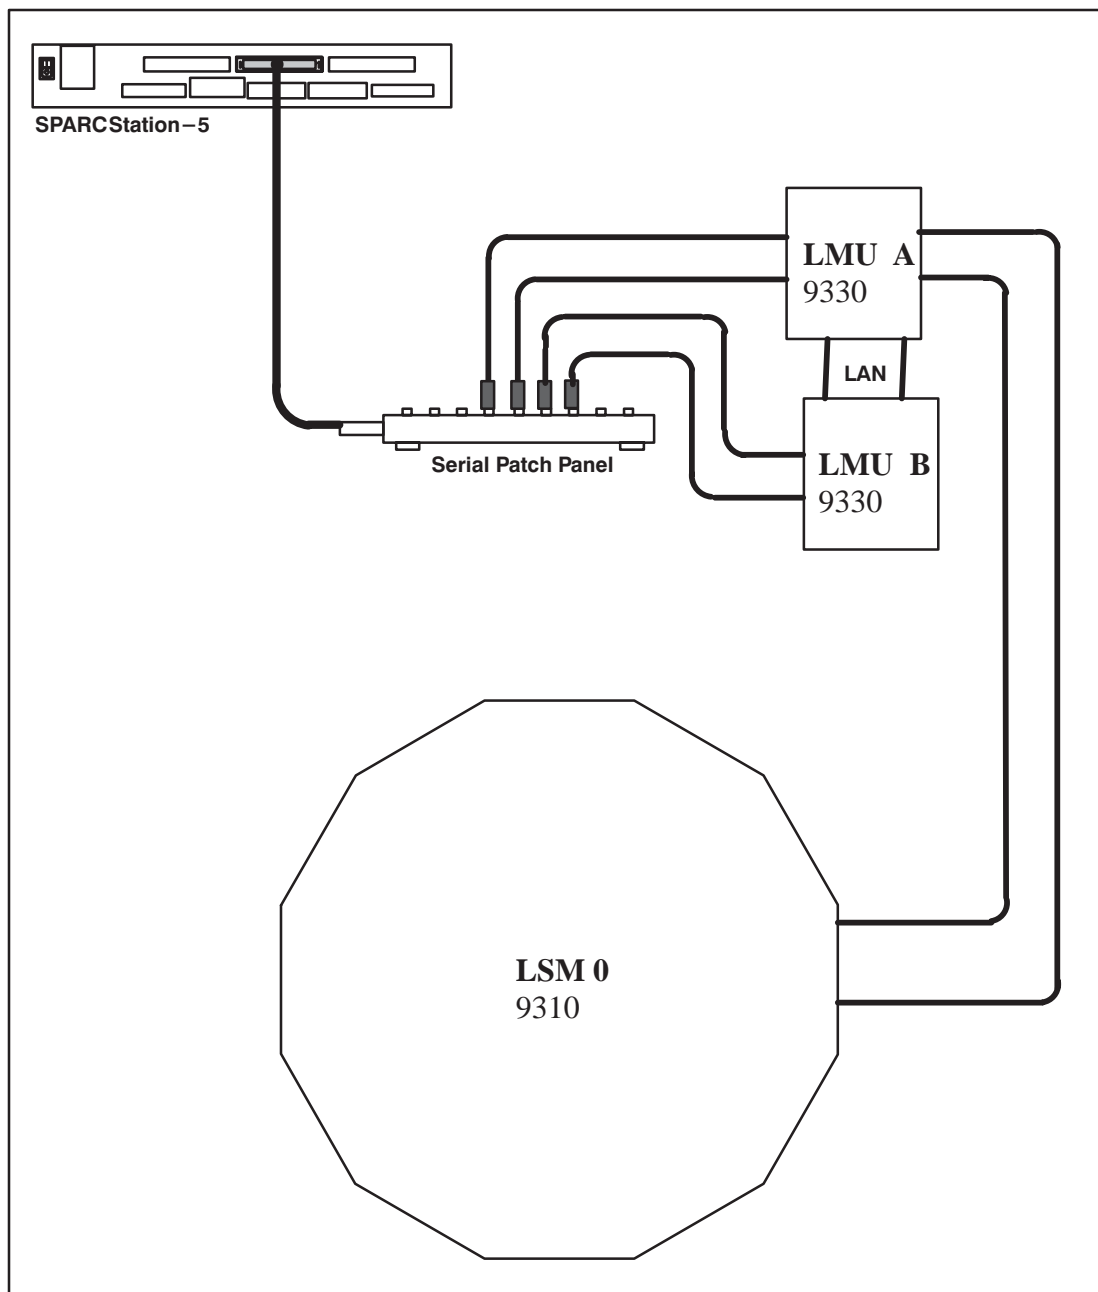 SPARCStation–5
LMU A
9330
LAN
Serial Patch Panel
LMU B
9330
LSM 0
9310